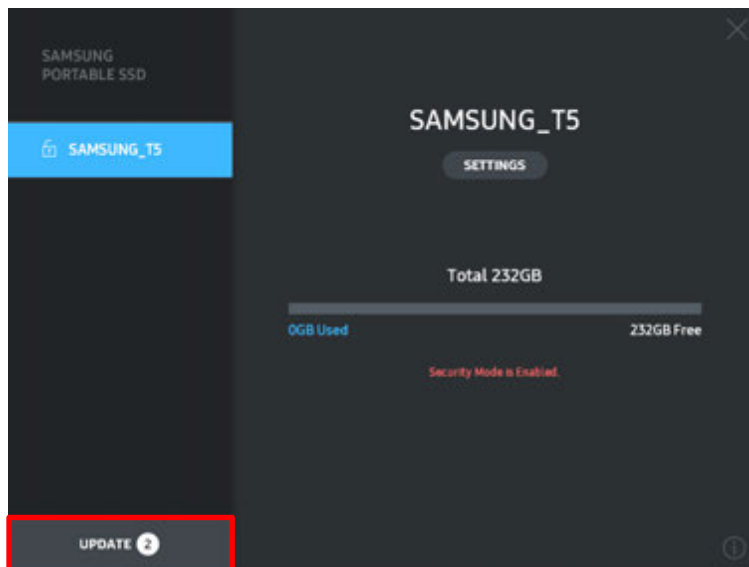 SAMSUNG
PORTABLE SSD
SAMSUNG_T5
SAMSUNG_T5
SETTINGS
Total 232GB
0GB Used
232GB Free
Security Mode is Enabled.
UPDATE 2